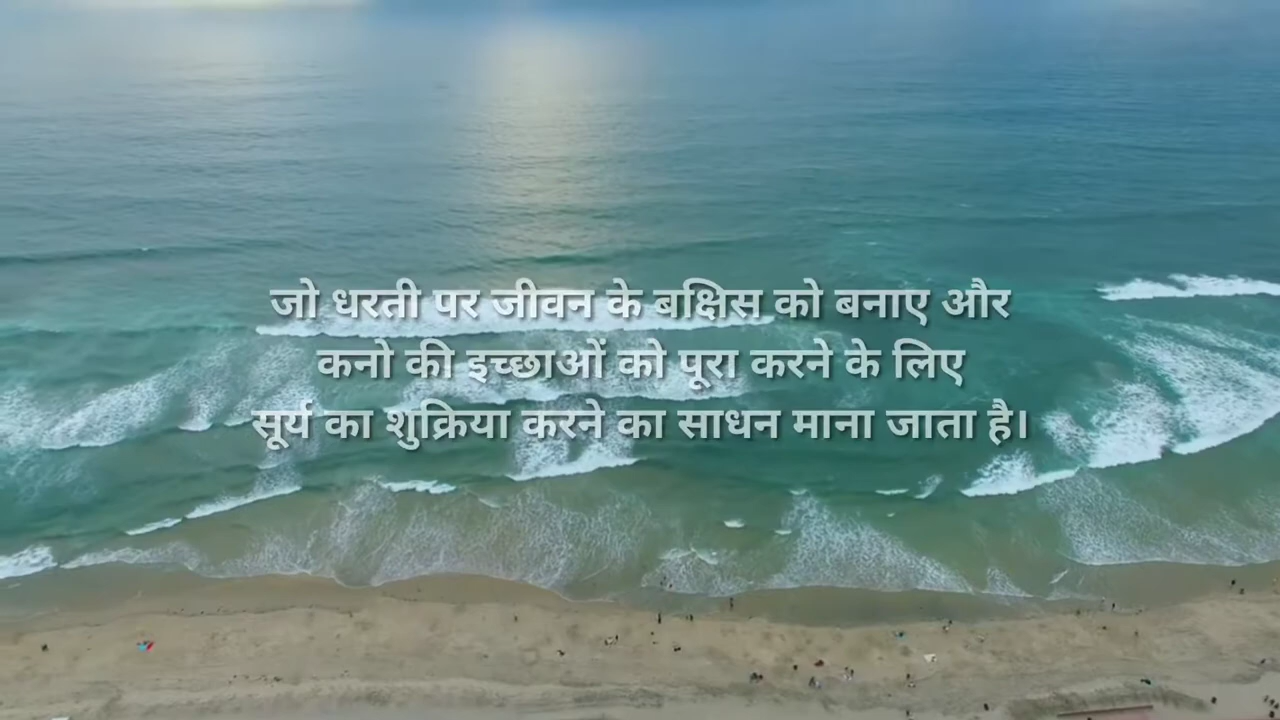 जो धरती पर जीवन के बक्षिस को बनाए और
कनो की इच्छाओं को पूरा करने के लिए
सूर्य का शुक्रिया करने का साधन माना जाता है।